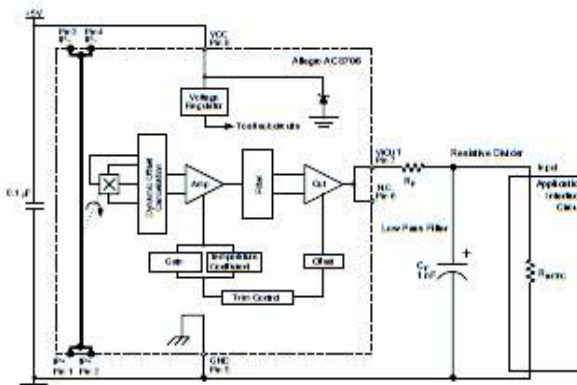 +5V
Pin 3 Pin 4
IP– IP–
VCC
Pin 8
Allegro ACS706
Voltage
Regulator
To all subcircuits
Dynamic Offset
Cancellation
Amp
Filter
Out
VIOUT
Pin 7
N.C.
Pin 6
RF
Resistive Divider
Input
Application
Interface
Circuit
0.1 µF
Low Pass Filter
Gain
Temperature
Coefficient
Offset
Trim Control
CF
1 nF
RINTFC
IP+ IP+
Pin 1 Pin 2
GND
Pin 5